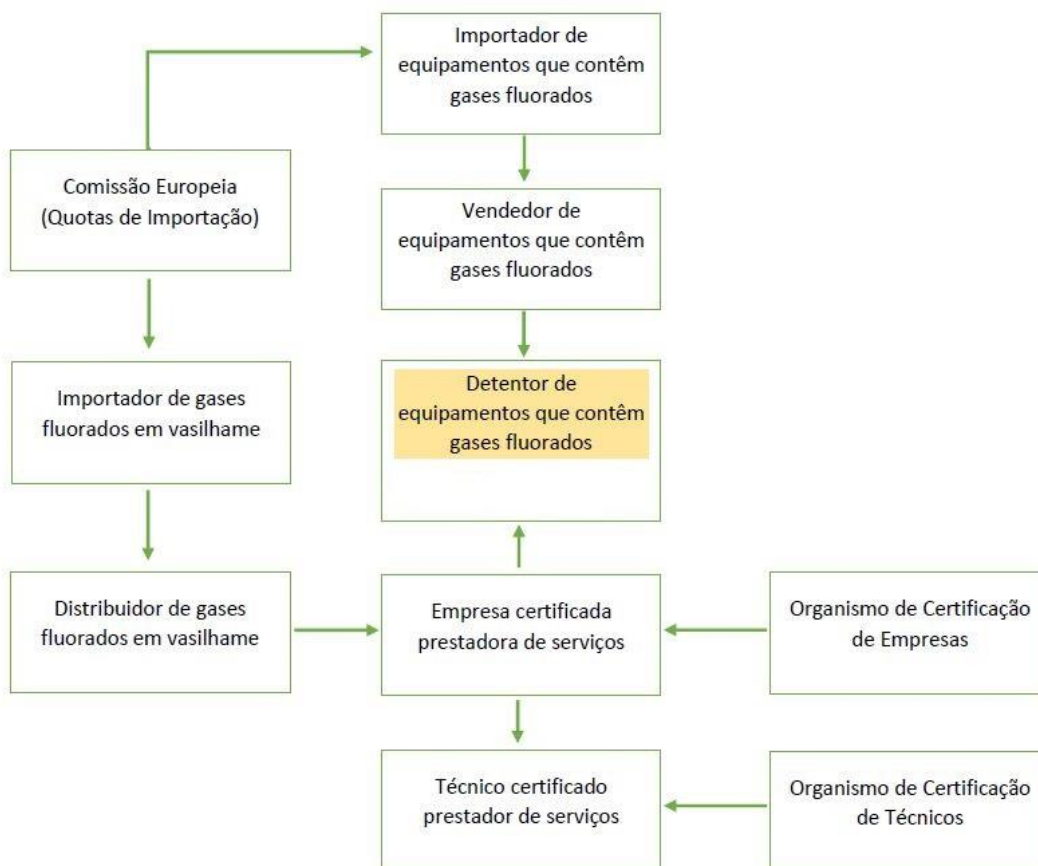 Importador de
equipamentos que contêm
gases fluorados
Comissão Europeia
(Quotas de Importação)
Vendedor de
equipamentos que contêm
gases fluorados
Importador de gases
fluorados em vasilhame
Detentor de
equipamentos que contêm
gases fluorados
Distribuidor de gases
fluorados em vasilhame
Empresa certificada
prestadora de serviços
Organismo de Certificação
de Empresas
Técnico certificado
prestador de serviços
Organismo de Certificação
de Técnicos